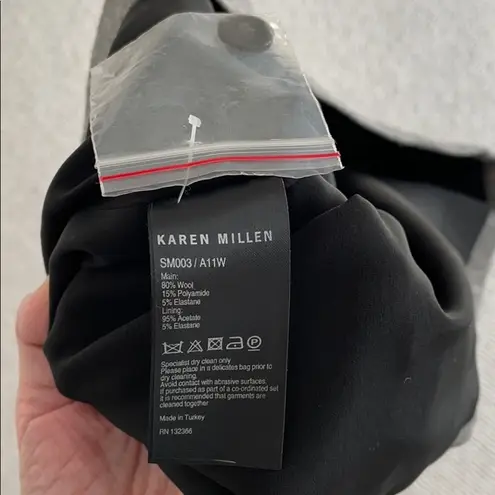 KAREN MILLEN
SM003 / A11W
Main:
80% Wool
15% Polyamide
5% Elastane
Lining:
95% Acetate
5% Elastane
Specialist dry clean only
Please place in a delicates bag prior to
dry cleaning.
Avoid contact with abrasive surfaces.
If purchased as part of a co-ordinated set
it is recommended that garments are
cleaned together
Made in Turkey
RN 132366